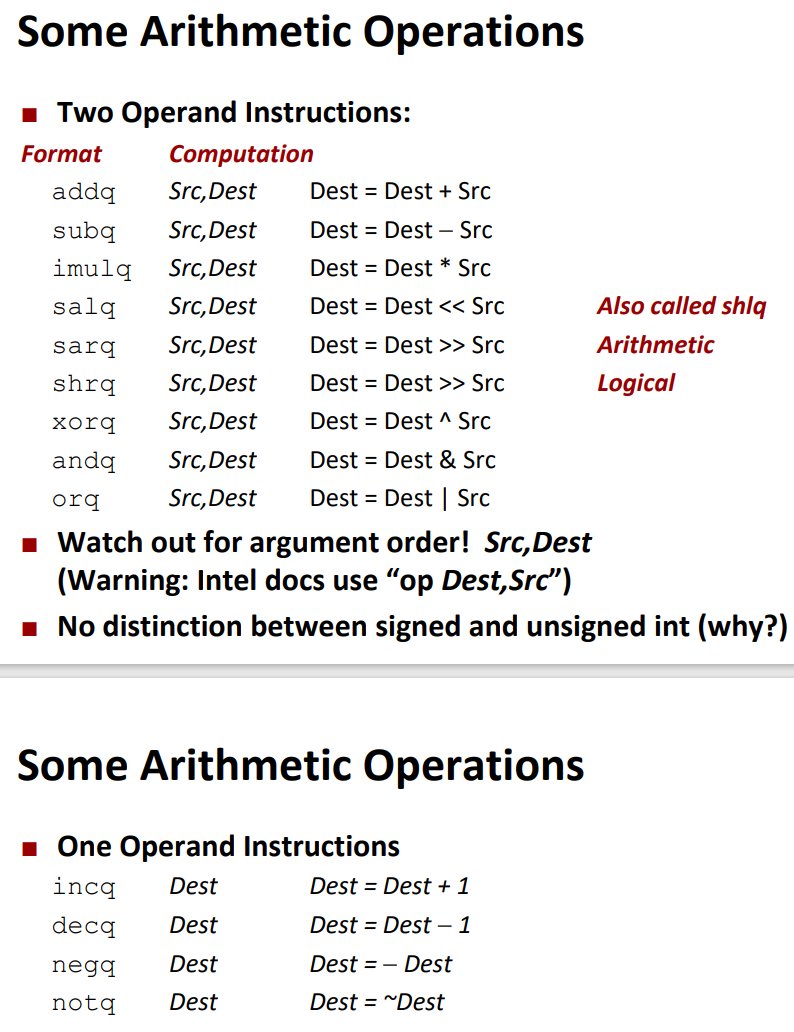 Some Arithmetic Operations
■ Two Operand Instructions:
Format Computation
addq Src,Dest Dest = Dest + Src
subq Src,Dest Dest = Dest − Src
imulq Src,Dest Dest = Dest * Src
salq Src,Dest Dest = Dest << Src Also called shlq
sarq Src,Dest Dest = Dest >> Src Arithmetic
shrq Src,Dest Dest = Dest >> Src Logical
xorq Src,Dest Dest = Dest ^ Src
andq Src,Dest Dest = Dest & Src
orq Src,Dest Dest = Dest | Src
■ Watch out for argument order! Src,Dest
(Warning: Intel docs use “op Dest,Src”)
■ No distinction between signed and unsigned int (why?)
Some Arithmetic Operations
■ One Operand Instructions
incq Dest Dest = Dest + 1
decq Dest Dest = Dest − 1
negq Dest Dest = − Dest
notq Dest Dest = ~Dest